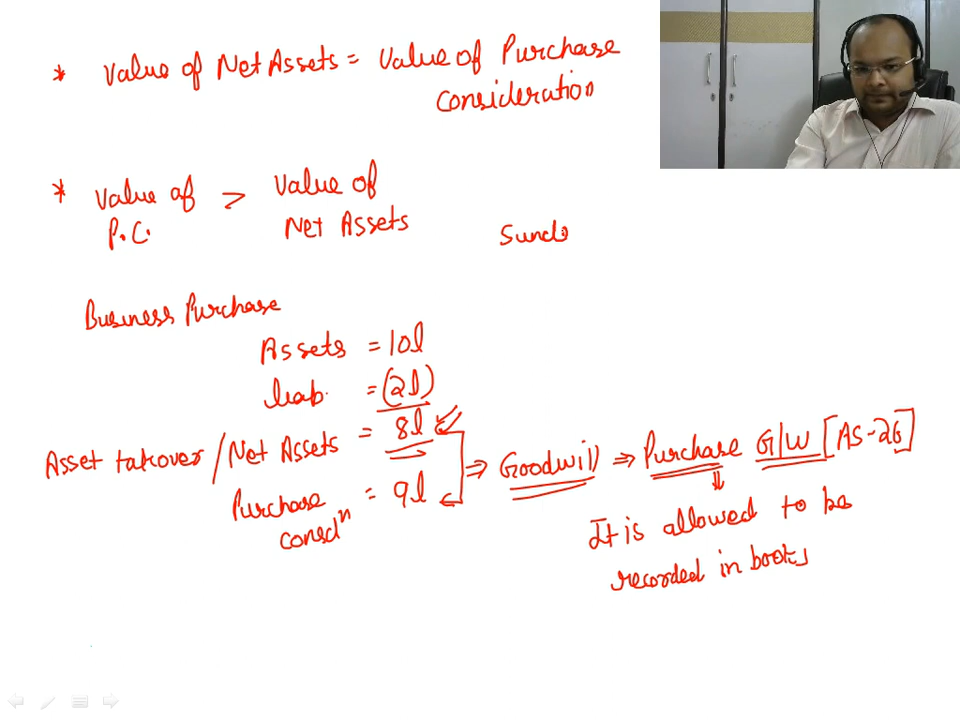 * Value of Net Assets = Value of Purchase
Consideration
* Value of > Value of
P.C. Net Assets
Sund
Business Purchase
Assets = 10l
Liab. = (2l)
Asset takeover / Net Assets = 8l
Purchase = 9l
consdn
⇒ Goodwill ⇒ Purchase G/W [AS-26]
⇓
It is allowed to be
recorded in books